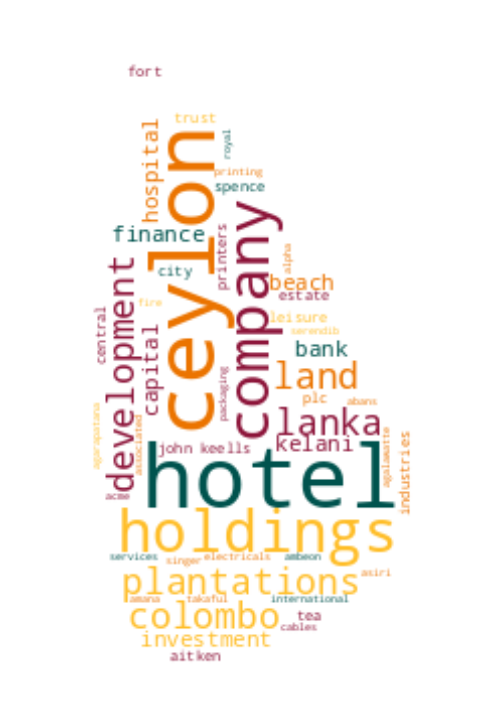 fort
trust
royal
hospital
ceylon
printing
spence
finance
company
printers
city
alpha
beach
development
estate
fire
central
capital
leisure
serendib
bank
land
packaging
plc
abans
agarapatana
associated
lanka
kelani
john keells
agalawatte
industries
hotel
acme
holdings
services
electricals
ambeon
singer
asiri
plantations
amana
takaful
international
colombo
tea
cables
investment
aitken